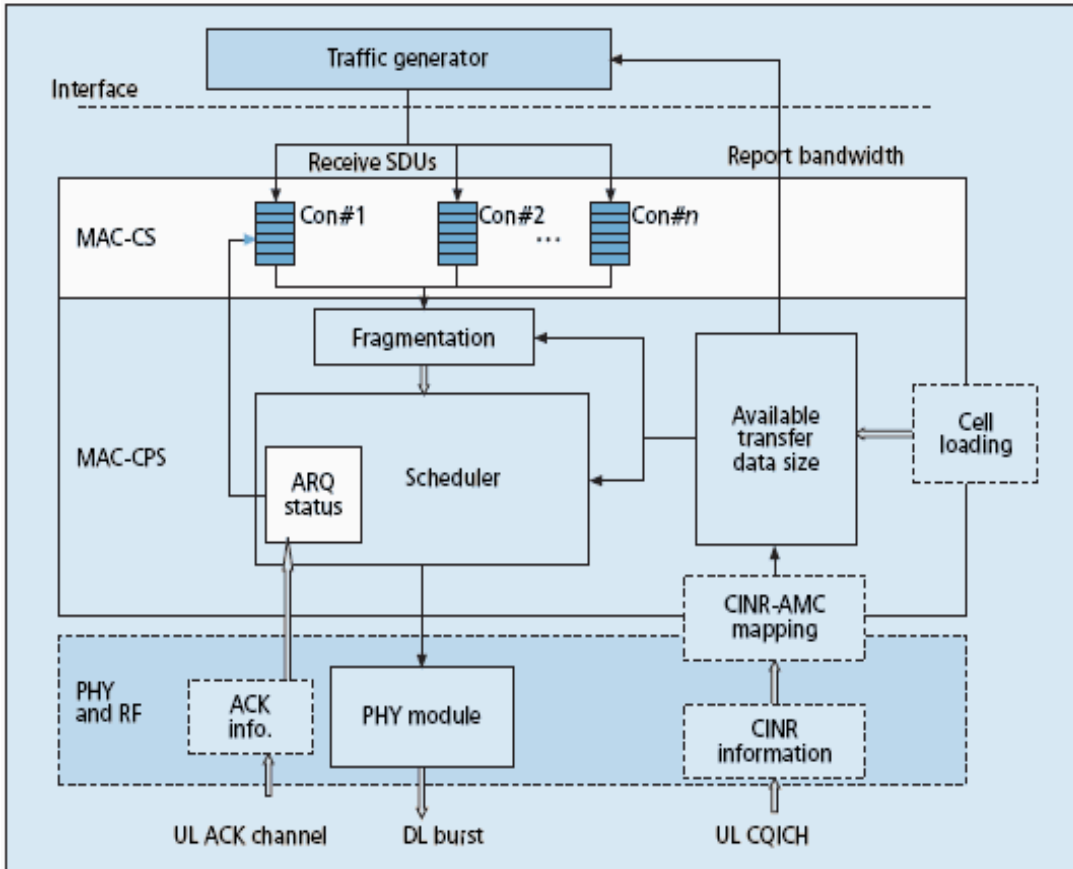 Traffic generator
Interface
Receive SDUs
Report bandwidth
MAC-CS
Con#1
Con#2
...
Con#n
Fragmentation
MAC-CPS
Scheduler
ARQ
status
Available
transfer
data size
Cell
loading
CINR-AMC
mapping
PHY
and RF
ACK
info.
PHY module
CINR
information
UL ACK channel
DL burst
UL CQICH